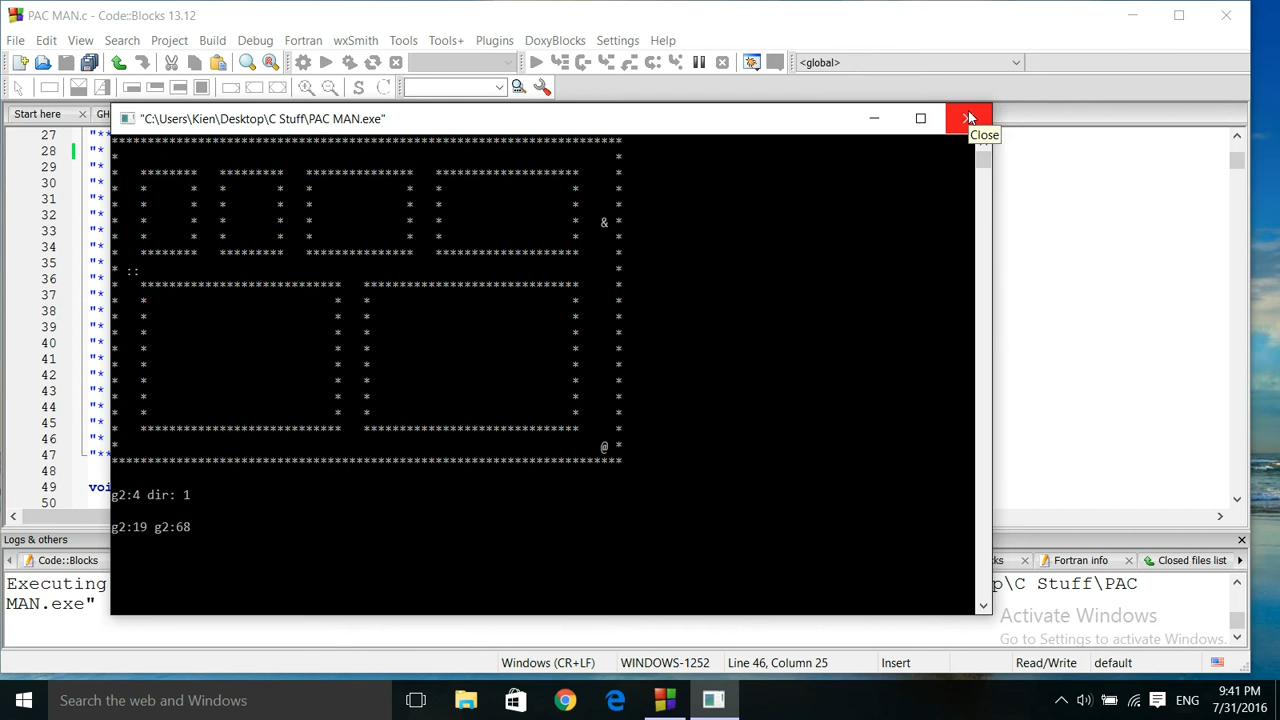 PAC MAN.c - Code::Blocks 13.12
File Edit View Search Project Build Debug Fortran wxSmith Tools Tools+ Plugins DoxyBlocks Settings Help
<global>
S C
Start here GH
"C:\Users\Kien\Desktop\C Stuff\PAC MAN.exe"
Close
27 "**
28 "*
29 "*
30 "*
31 "*
32 "*
33 "*
34 "*
35 "*
36 "*
37 "*
38 "*
39 "*
40 "*
41 "*
42 "*
43 "*
44 "*
45 "*
46 "*
47 "**
48
49 voi
50
&
::
@
g2:4 dir: 1
g2:19 g2:68
Logs & others
Code::Blocks ks Fortran info Closed files list
Executing p\C Stuff\PAC
MAN.exe"
Activate Windows
Go to Settings to activate Windows.
Windows (CR+LF) WINDOWS-1252 Line 46, Column 25 Insert Read/Write default
Search the web and Windows
ENG
9:41 PM
7/31/2016